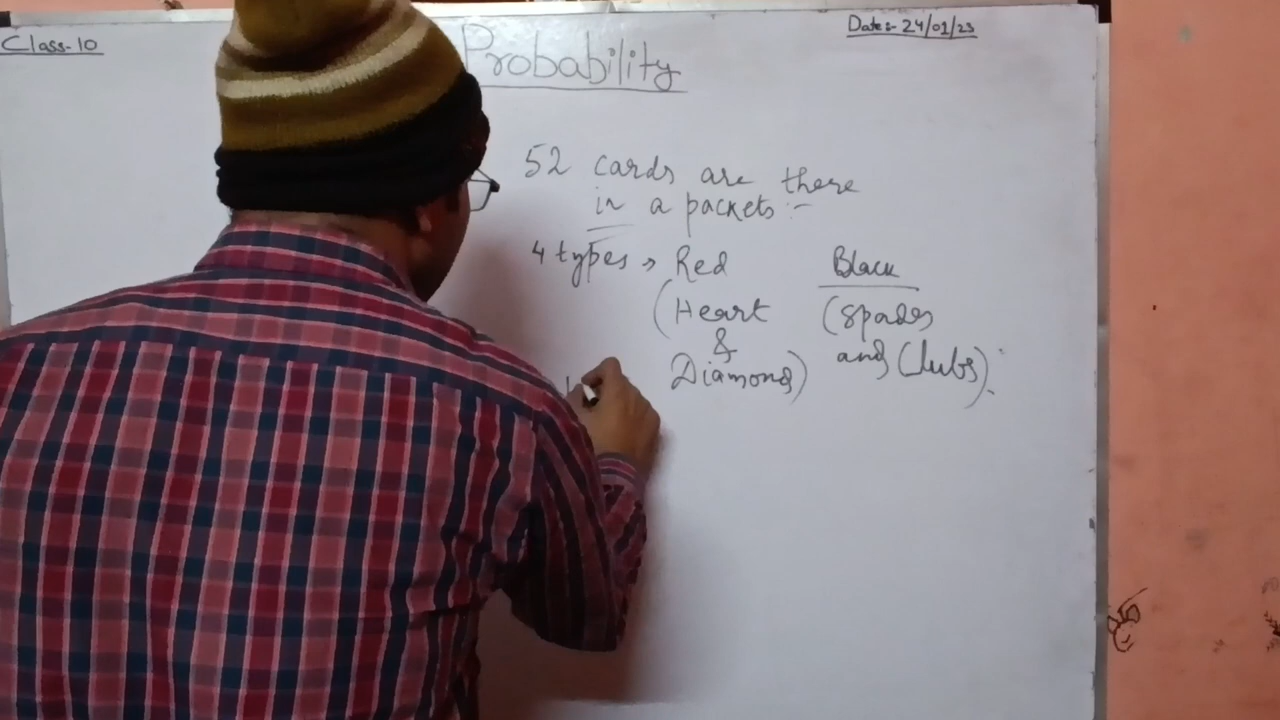 Class-10
Date:- 24/01/23
Probability
52 cards are there
in a packets :-
4 types → Red Black
(Heart (spades
& and Clubs).
Diamond)